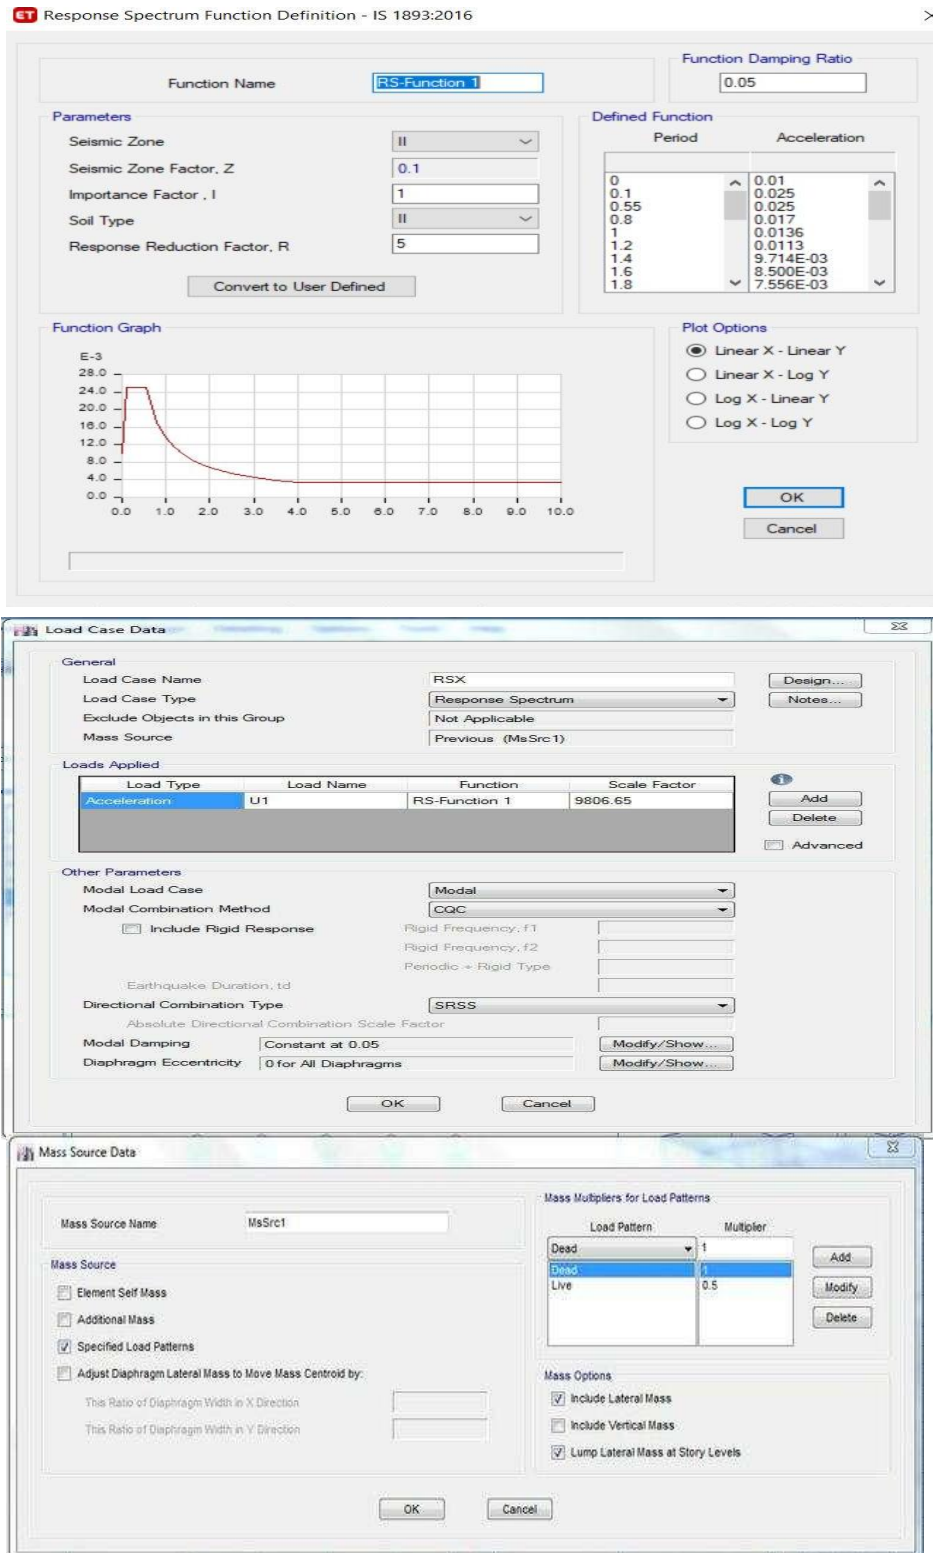 ET Response Spectrum Function Definition - IS 1893:2016
Function Name RS-Function 1
Function Damping Ratio
0.05
Parameters
Seismic Zone II
Seismic Zone Factor, Z 0.1
Importance Factor , I 1
Soil Type II
Response Reduction Factor, R 5
Convert to User Defined
Defined Function
Period Acceleration
0 0.01
0.1 0.025
0.55 0.025
0.8 0.017
1 0.0136
1.2 0.0113
1.4 9.714E-03
1.6 8.500E-03
1.8 7.556E-03
Function Graph
E-3
28.0
24.0
20.0
16.0
12.0
8.0
4.0
0.0
0.0 1.0 2.0 3.0 4.0 5.0 6.0 7.0 8.0 9.0 10.0
Plot Options
Linear X - Linear Y
Linear X - Log Y
Log X - Linear Y
Log X - Log Y
OK
Cancel
Load Case Data
General
Load Case Name RSX Design...
Load Case Type Response Spectrum Notes...
Exclude Objects in this Group Not Applicable
Mass Source Previous (MsSrc1)
Loads Applied
Load Type Load Name Function Scale Factor
Acceleration U1 RS-Function 1 9806.65
Add
Delete
Advanced
Other Parameters
Modal Load Case Modal
Modal Combination Method CQC
Include Rigid Response Rigid Frequency, f1
Rigid Frequency, f2
Periodic + Rigid Type
Earthquake Duration, td
Directional Combination Type SRSS
Absolute Directional Combination Scale Factor
Modal Damping Constant at 0.05 Modify/Show...
Diaphragm Eccentricity 0 for All Diaphragms Modify/Show...
OK Cancel
Mass Source Data
Mass Source Name MsSrc1
Mass Source
Element Self Mass
Additional Mass
Specified Load Patterns
Adjust Diaphragm Lateral Mass to Move Mass Centroid by:
This Ratio of Diaphragm Width in X Direction
This Ratio of Diaphragm Width in Y Direction
Mass Multipliers for Load Patterns
Load Pattern Multiplier
Dead 1
Dead 1
Live 0.5
Add
Modify
Delete
Mass Options
Include Lateral Mass
Include Vertical Mass
Lump Lateral Mass at Story Levels
OK Cancel